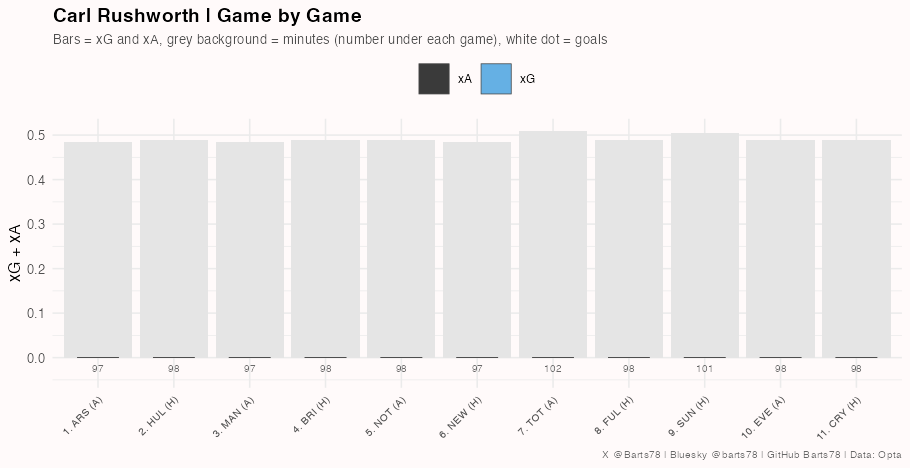 Carl Rushworth | Game by Game
Bars = xG and xA, grey background = minutes (number under each game), white dot = goals
xA xG
0.5
0.4
0.3
0.2
0.1
0.0
xG + xA
97 98 97 98 98 97 102 98 101 98 98
1. ARS (A) 2. HUL (H) 3. MAN (A) 4. BRI (H) 5. NOT (A) 6. NEW (H) 7. TOT (A) 8. FUL (H) 9. SUN (H) 10. EVE (A) 11. CRY (H)
X @Barts78 | Bluesky @barts78 | GitHub Barts78 | Data: Opta